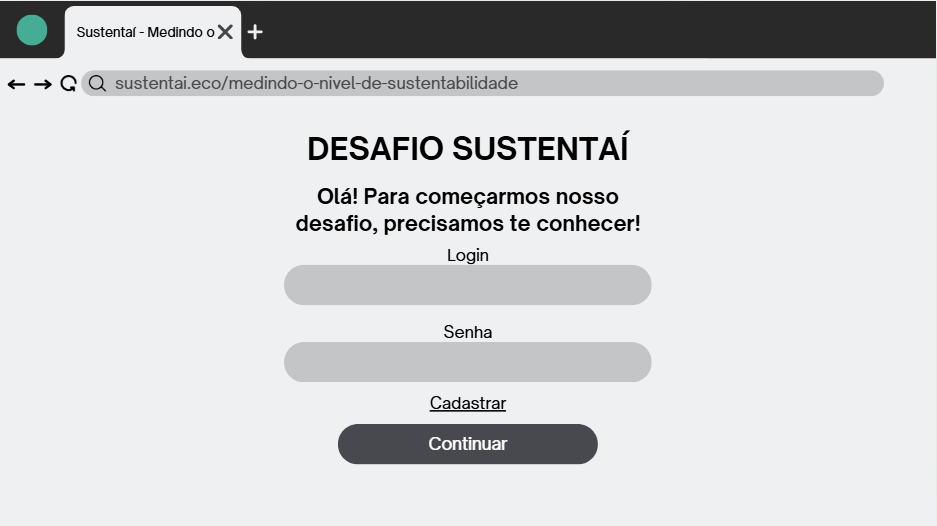 Sustentaí - Medindo o
sustentai.eco/medindo-o-nivel-de-sustentabilidade
DESAFIO SUSTENTAÍ
Olá! Para começarmos nosso
desafio, precisamos te conhecer!
Login
Senha
Cadastrar
Continuar